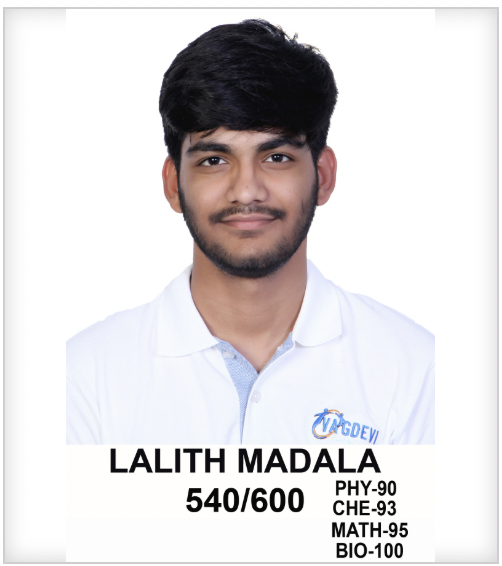 VAGDEVI
LALITH MADALA
540/600
PHY-90
CHE-93
MATH-95
BIO-100